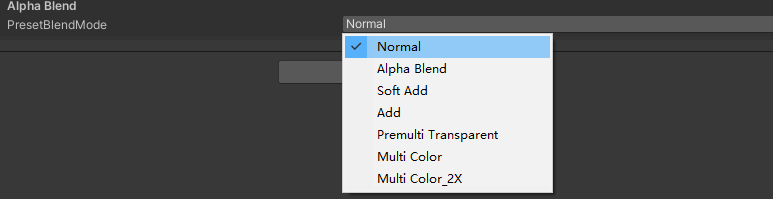 Alpha Blend
PresetBlendMode
Normal
Normal
Alpha Blend
Soft Add
Add
Premulti Transparent
Multi Color
Multi Color_2X